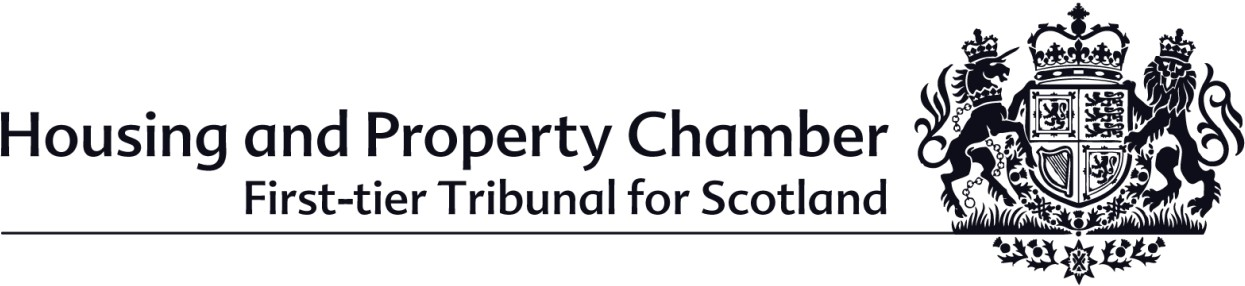 Housing and Property Chamber
First-tier Tribunal for Scotland